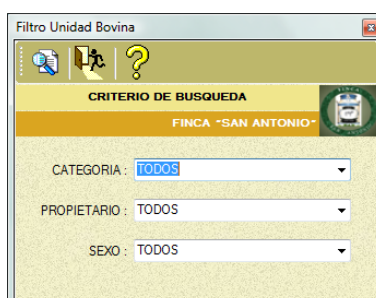 Filtro Unidad Bovina
CRITERIO DE BUSQUEDA
FINCA "SAN ANTONIO"
CATEGORIA : TODOS
PROPIETARIO : TODOS
SEXO : TODOS